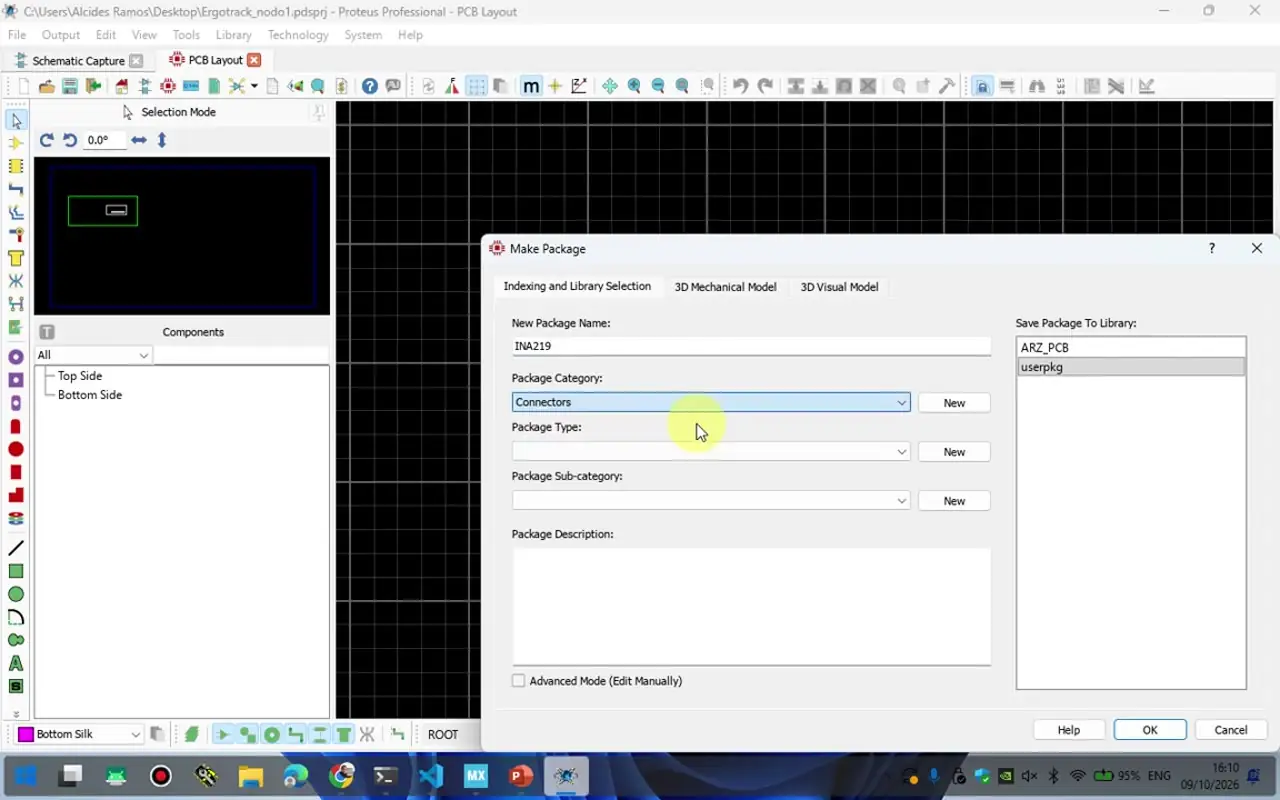 C:\Users\Alcides Ramos\Desktop\Ergotrack_nodo1.pdsprj - Proteus Professional - PCB Layout
File Output Edit View Tools Library Technology System Help
Schematic Capture PCB Layout
m
Selection Mode
0.0°
Make Package
Indexing and Library Selection 3D Mechanical Model 3D Visual Model
T Components
New Package Name: Save Package To Library:
All
INA219
ARZ_PCB
userpkg
Top Side
Bottom Side
Package Category:
Connectors New
Package Type:
New
Package Sub-category:
New
Package Description:
Advanced Mode (Edit Manually)
Help OK Cancel
Bottom Silk ROOT
MX 95% ENG 16:10
09/10/2026